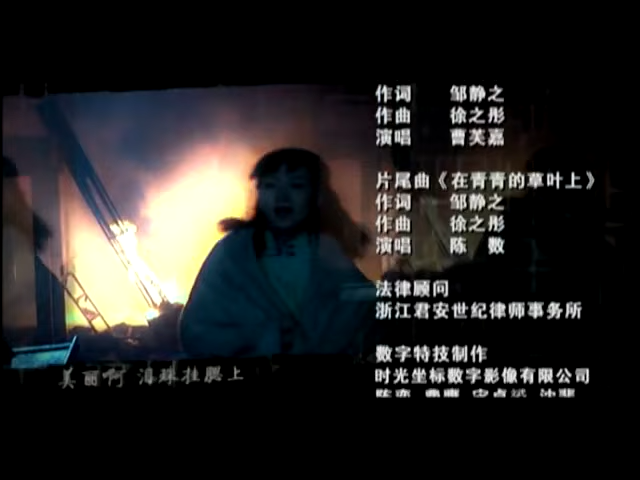 作词 邹静之
作曲 徐之彤
演唱 曹芙嘉
片尾曲《在青青的草叶上》
作词 邹静之
作曲 徐之彤
演唱 陈数
法律顾问
浙江君安世纪律师事务所
数字特技制作
时光坐标数字影像有限公司
美丽啊 泪珠挂腮上